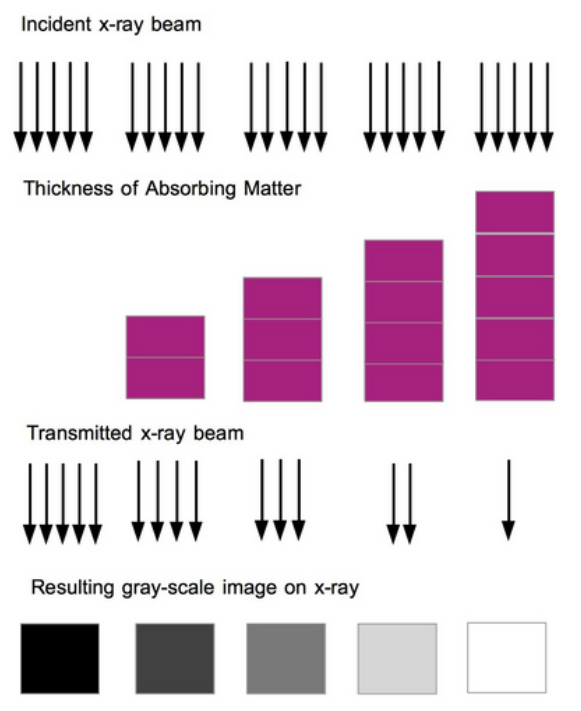 Incident x-ray beam
Thickness of Absorbing Matter
Transmitted x-ray beam
Resulting gray-scale image on x-ray